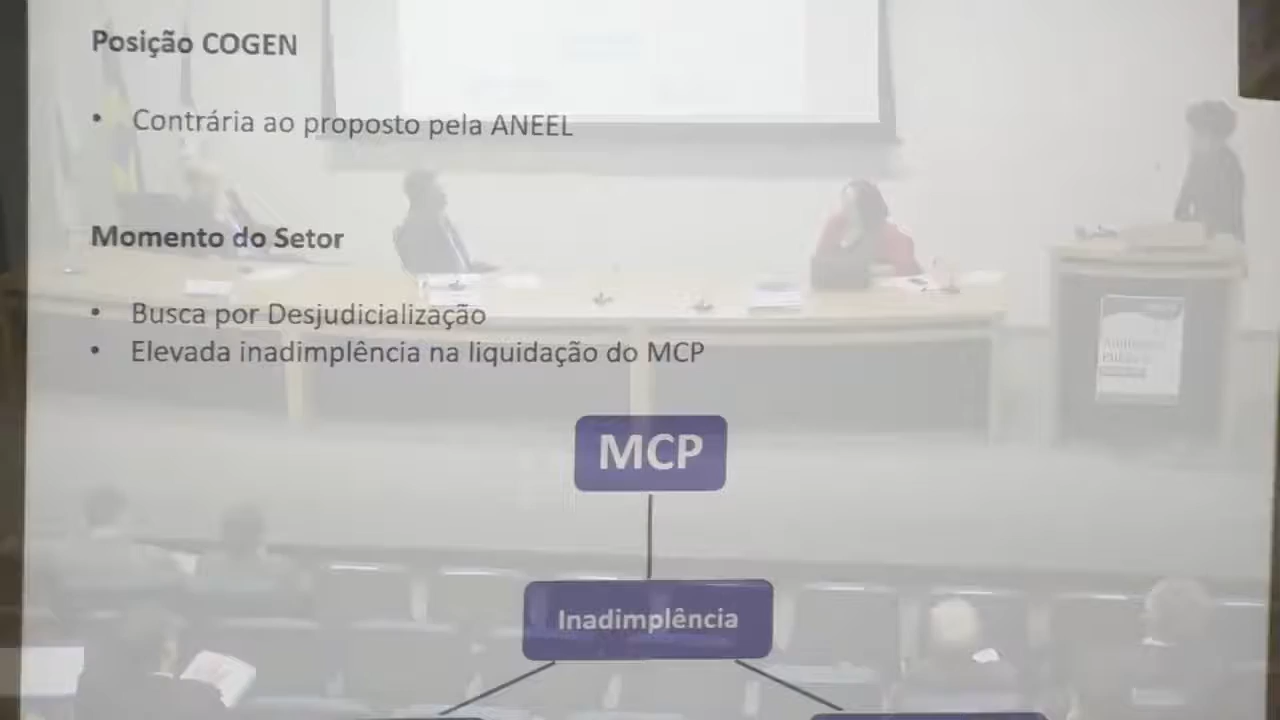 Posição COGEN
• Contrária ao proposto pela ANEEL
Momento do Setor
• Busca por Desjudicialização
• Elevada inadimplência na liquidação do MCP
MCP
Inadimplência